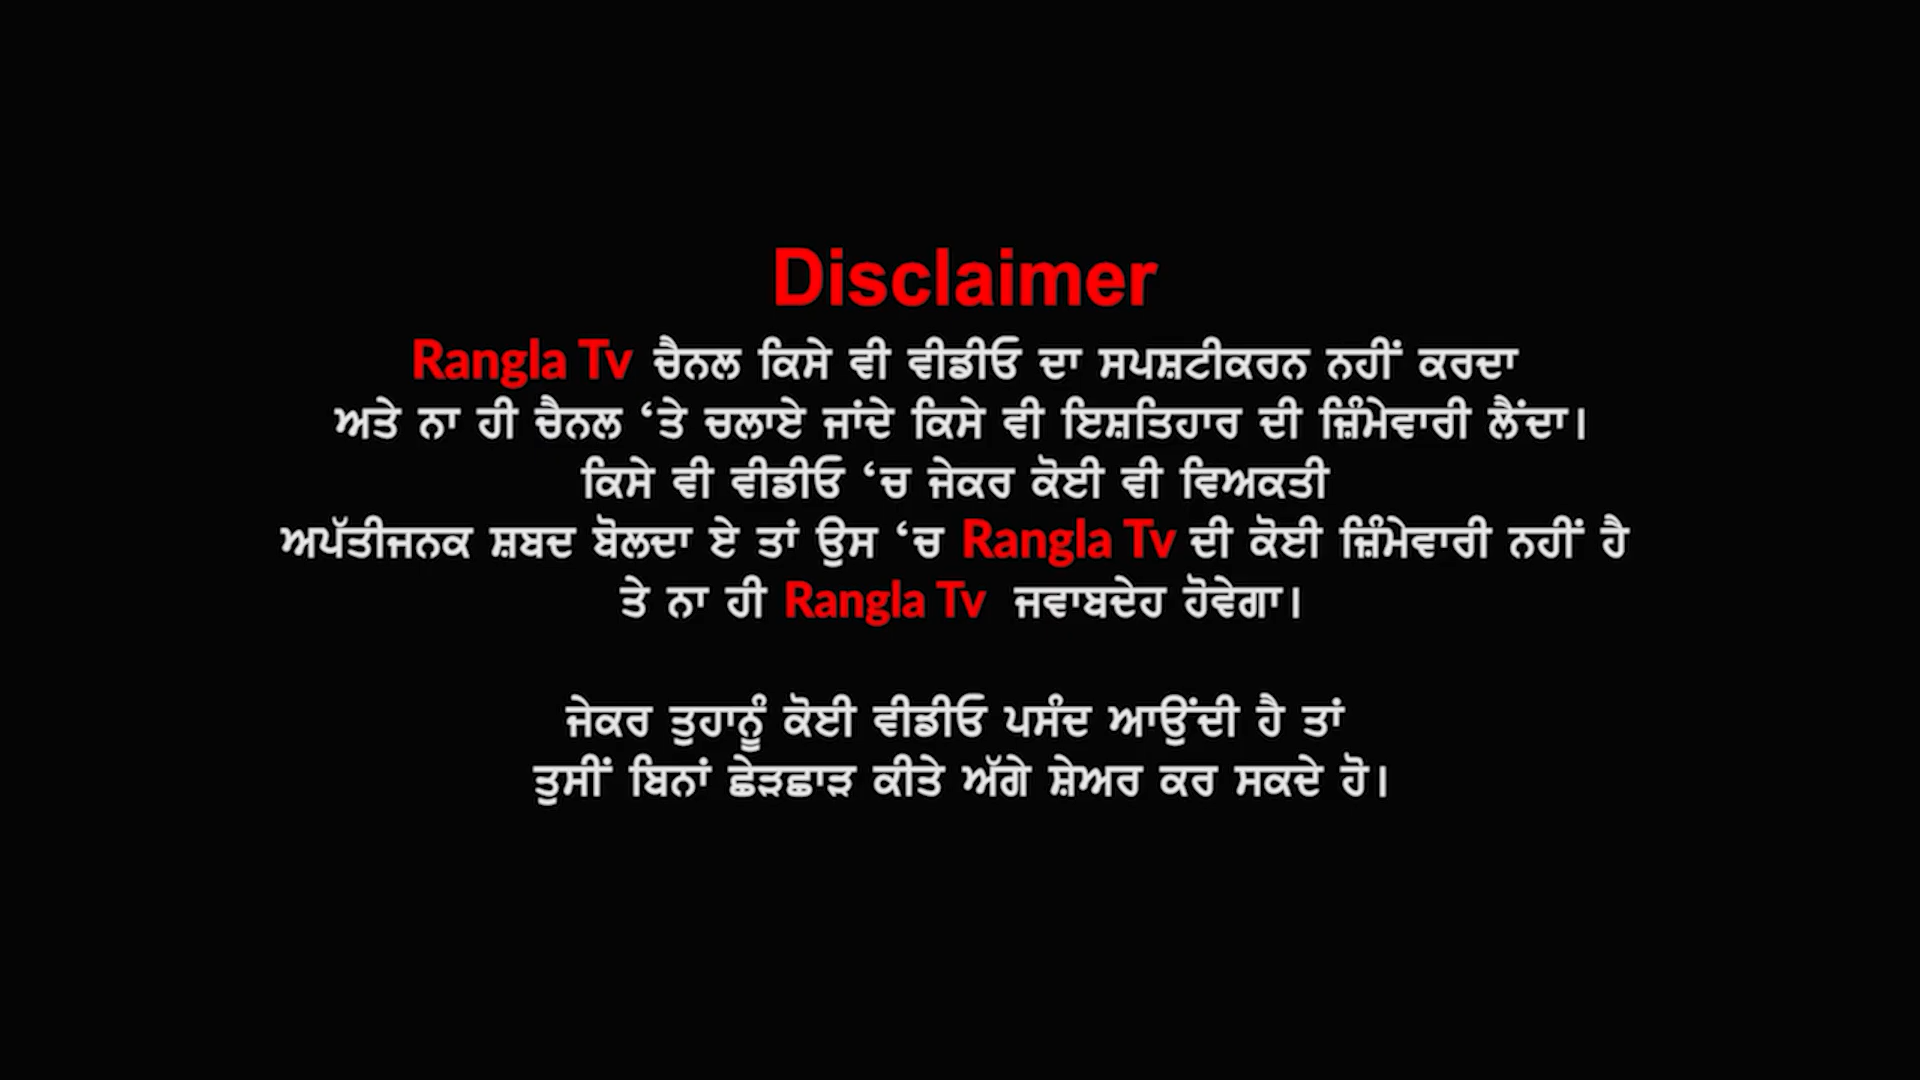 Disclaimer
Rangla Tv ਚੈਨਲ ਕਿਸੇ ਵੀ ਵੀਡੀਓ ਦਾ ਸਪਸ਼ਟੀਕਰਨ ਨਹੀਂ ਕਰਦਾ
ਅਤੇ ਨਾ ਹੀ ਚੈਨਲ ‘ਤੇ ਚਲਾਏ ਜਾਂਦੇ ਕਿਸੇ ਵੀ ਇਸ਼ਤਿਹਾਰ ਦੀ ਜ਼ਿੰਮੇਵਾਰੀ ਲੈਂਦਾ।
ਕਿਸੇ ਵੀ ਵੀਡੀਓ ‘ਚ ਜੇਕਰ ਕੋਈ ਵੀ ਵਿਅਕਤੀ
ਅਪੱਤੀਜਨਕ ਸ਼ਬਦ ਬੋਲਦਾ ਏ ਤਾਂ ਉਸ ‘ਚ Rangla Tv ਦੀ ਕੋਈ ਜ਼ਿੰਮੇਵਾਰੀ ਨਹੀਂ ਹੈ
ਤੇ ਨਾ ਹੀ Rangla Tv ਜਵਾਬਦੇਹ ਹੋਵੇਗਾ।
ਜੇਕਰ ਤੁਹਾਨੂੰ ਕੋਈ ਵੀਡੀਓ ਪਸੰਦ ਆਉਂਦੀ ਹੈ ਤਾਂ
ਤੁਸੀਂ ਬਿਨਾਂ ਛੇੜਛਾੜ ਕੀਤੇ ਅੱਗੇ ਸ਼ੇਅਰ ਕਰ ਸਕਦੇ ਹੋ।